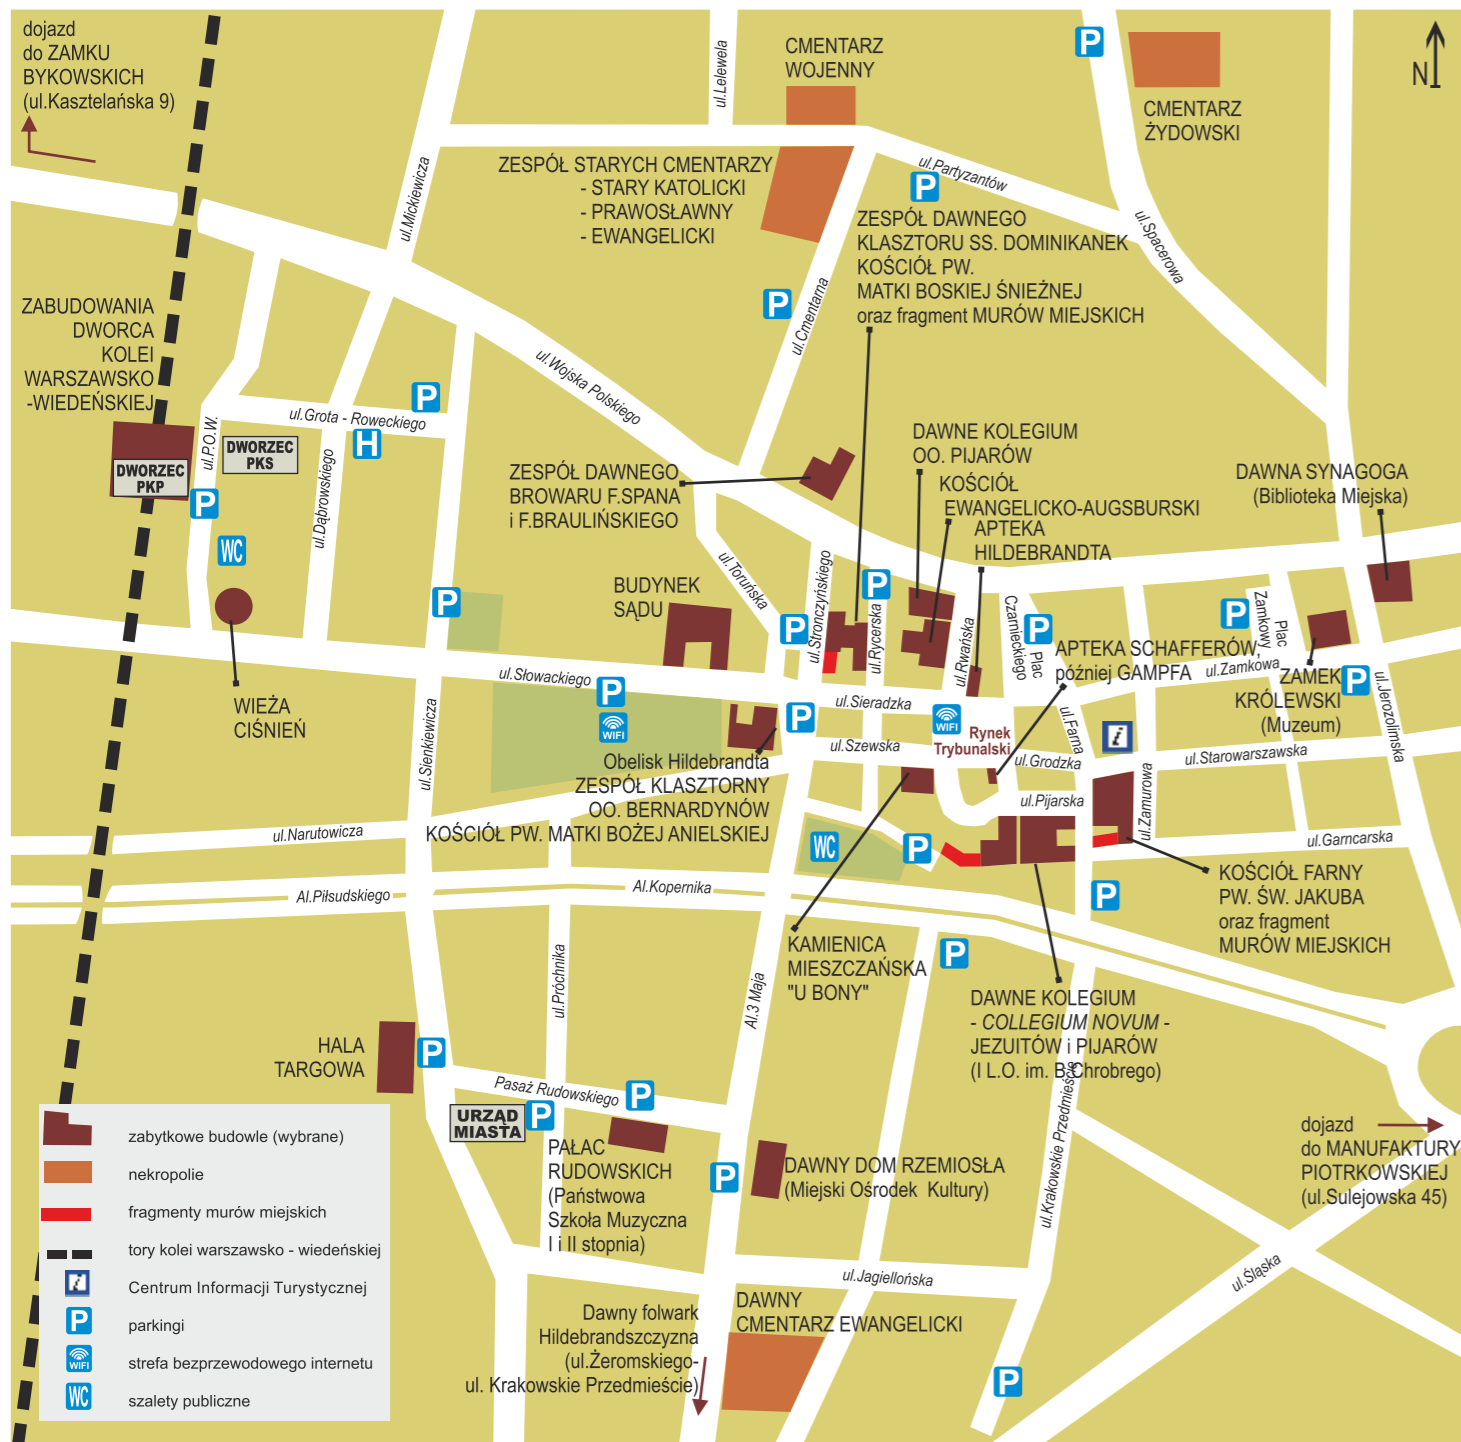 dojazd
do ZAMKU
BYKOWSKICH
(ul.Kasztelańska 9)
ul.Lelewela
CMENTARZ
WOJENNY
P
CMENTARZ
ŻYDOWSKI
N
ul.Mickiewicza
ZESPÓŁ STARYCH CMENTARZY
- STARY KATOLICKI
- PRAWOSŁAWNY
- EWANGELICKI
ul.Partyzantów
P
ZESPÓŁ DAWNEGO
KLASZTORU SS. DOMINIKANEK
KOŚCIÓŁ PW.
MATKI BOSKIEJ ŚNIEŻNEJ
oraz fragment MURÓW MIEJSKICH
ul.Spacerowa
P
ul.Cmentarna
ZABUDOWANIA
DWORCA
KOLEI
WARSZAWSKO
-WIEDEŃSKIEJ
ul.Wojska Polskiego
P
ul.Grota - Roweckiego
H
ul.P.O.W.
DWORZEC
PKS
DWORZEC
PKP
P
WC
ul.Dąbrowskiego
ZESPÓŁ DAWNEGO
BROWARU F.SPANA
i F.BRAULIŃSKIEGO
DAWNE KOLEGIUM
OO. PIJARÓW
KOŚCIÓŁ
EWANGELICKO-AUGSBURSKI
APTEKA
HILDEBRANDTA
DAWNA SYNAGOGA
(Biblioteka Miejska)
ul.Toruńska
ul.Stronczyńskiego
P
P
P
ul.Rycerska
ul.Rwańska
Plac
Czarnieckiego
P
P
Plac
Zamkowy
BUDYNEK
SĄDU
APTEKA SCHAFFERÓW,
później GAMPFA
ul.Zamkowa
ZAMEK
KRÓLEWSKI
(Muzeum)
P
ul.Jerozolimska
WIEŻA
CIŚNIEŃ
ul.Słowackiego
P
WIFI
P
ul.Sieradzka
WIFI
Rynek
Trybunalski
ul.Farna
i
ul.Szewska
ul.Grodzka
ul.Starowarszawska
ul.Sienkiewicza
Obelisk Hildebrandta
ZESPÓŁ KLASZTORNY
OO. BERNARDYNÓW
KOŚCIÓŁ PW. MATKI BOŻEJ ANIELSKIEJ
ul.Pijarska
ul.Zamurowa
ul.Narutowicza
WC
P
ul.Garncarska
Al.Piłsudskiego
Al.Kopernika
P
KOŚCIÓŁ FARNY
PW. ŚW. JAKUBA
oraz fragment
MURÓW MIEJSKICH
KAMIENICA
MIESZCZAŃSKA
"U BONY"
P
ul.Próchnika
Al.3 Maja
DAWNE KOLEGIUM
- COLLEGIUM NOVUM -
JEZUITÓW i PIJARÓW
(I L.O. im. B.Chrobrego)
HALA
TARGOWA
P
Pasaż Rudowskiego
P
URZĄD
MIASTA
P
PAŁAC
RUDOWSKICH
(Państwowa
Szkoła Muzyczna
I i II stopnia)
P
DAWNY DOM RZEMIOSŁA
(Miejski Ośrodek Kultury)
ul.Krakowskie Przedmieście
dojazd
do MANUFAKTURY
PIOTRKOWSKIEJ
(ul.Sulejowska 45)
ul.Jagiellońska
ul.Śląska
Dawny folwark
Hildebrandszczyzna
(ul.Żeromskiego-
ul. Krakowskie Przedmieście)
DAWNY
CMENTARZ EWANGELICKI
P
zabytkowe budowle (wybrane)
nekropolie
fragmenty murów miejskich
tory kolei warszawsko - wiedeńskiej
i Centrum Informacji Turystycznej
P parkingi
WIFI strefa bezprzewodowego internetu
WC szalety publiczne